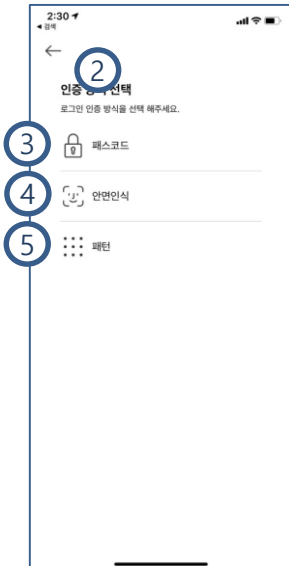 2:30
◀ 검색
2
인증 선택
로그인 인증 방식을 선택 해주세요.
3 패스코드
4 안면인식
5 패턴